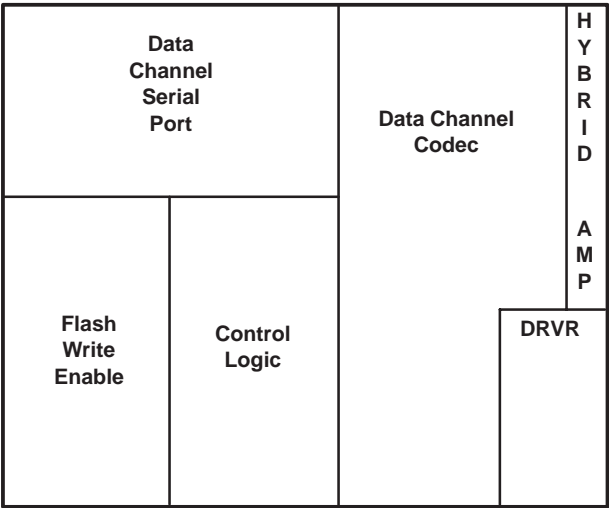 Data
Channel
Serial
Port
Data Channel
Codec
H
Y
B
R
I
D
A
M
P
Flash
Write
Enable
Control
Logic
DRVR